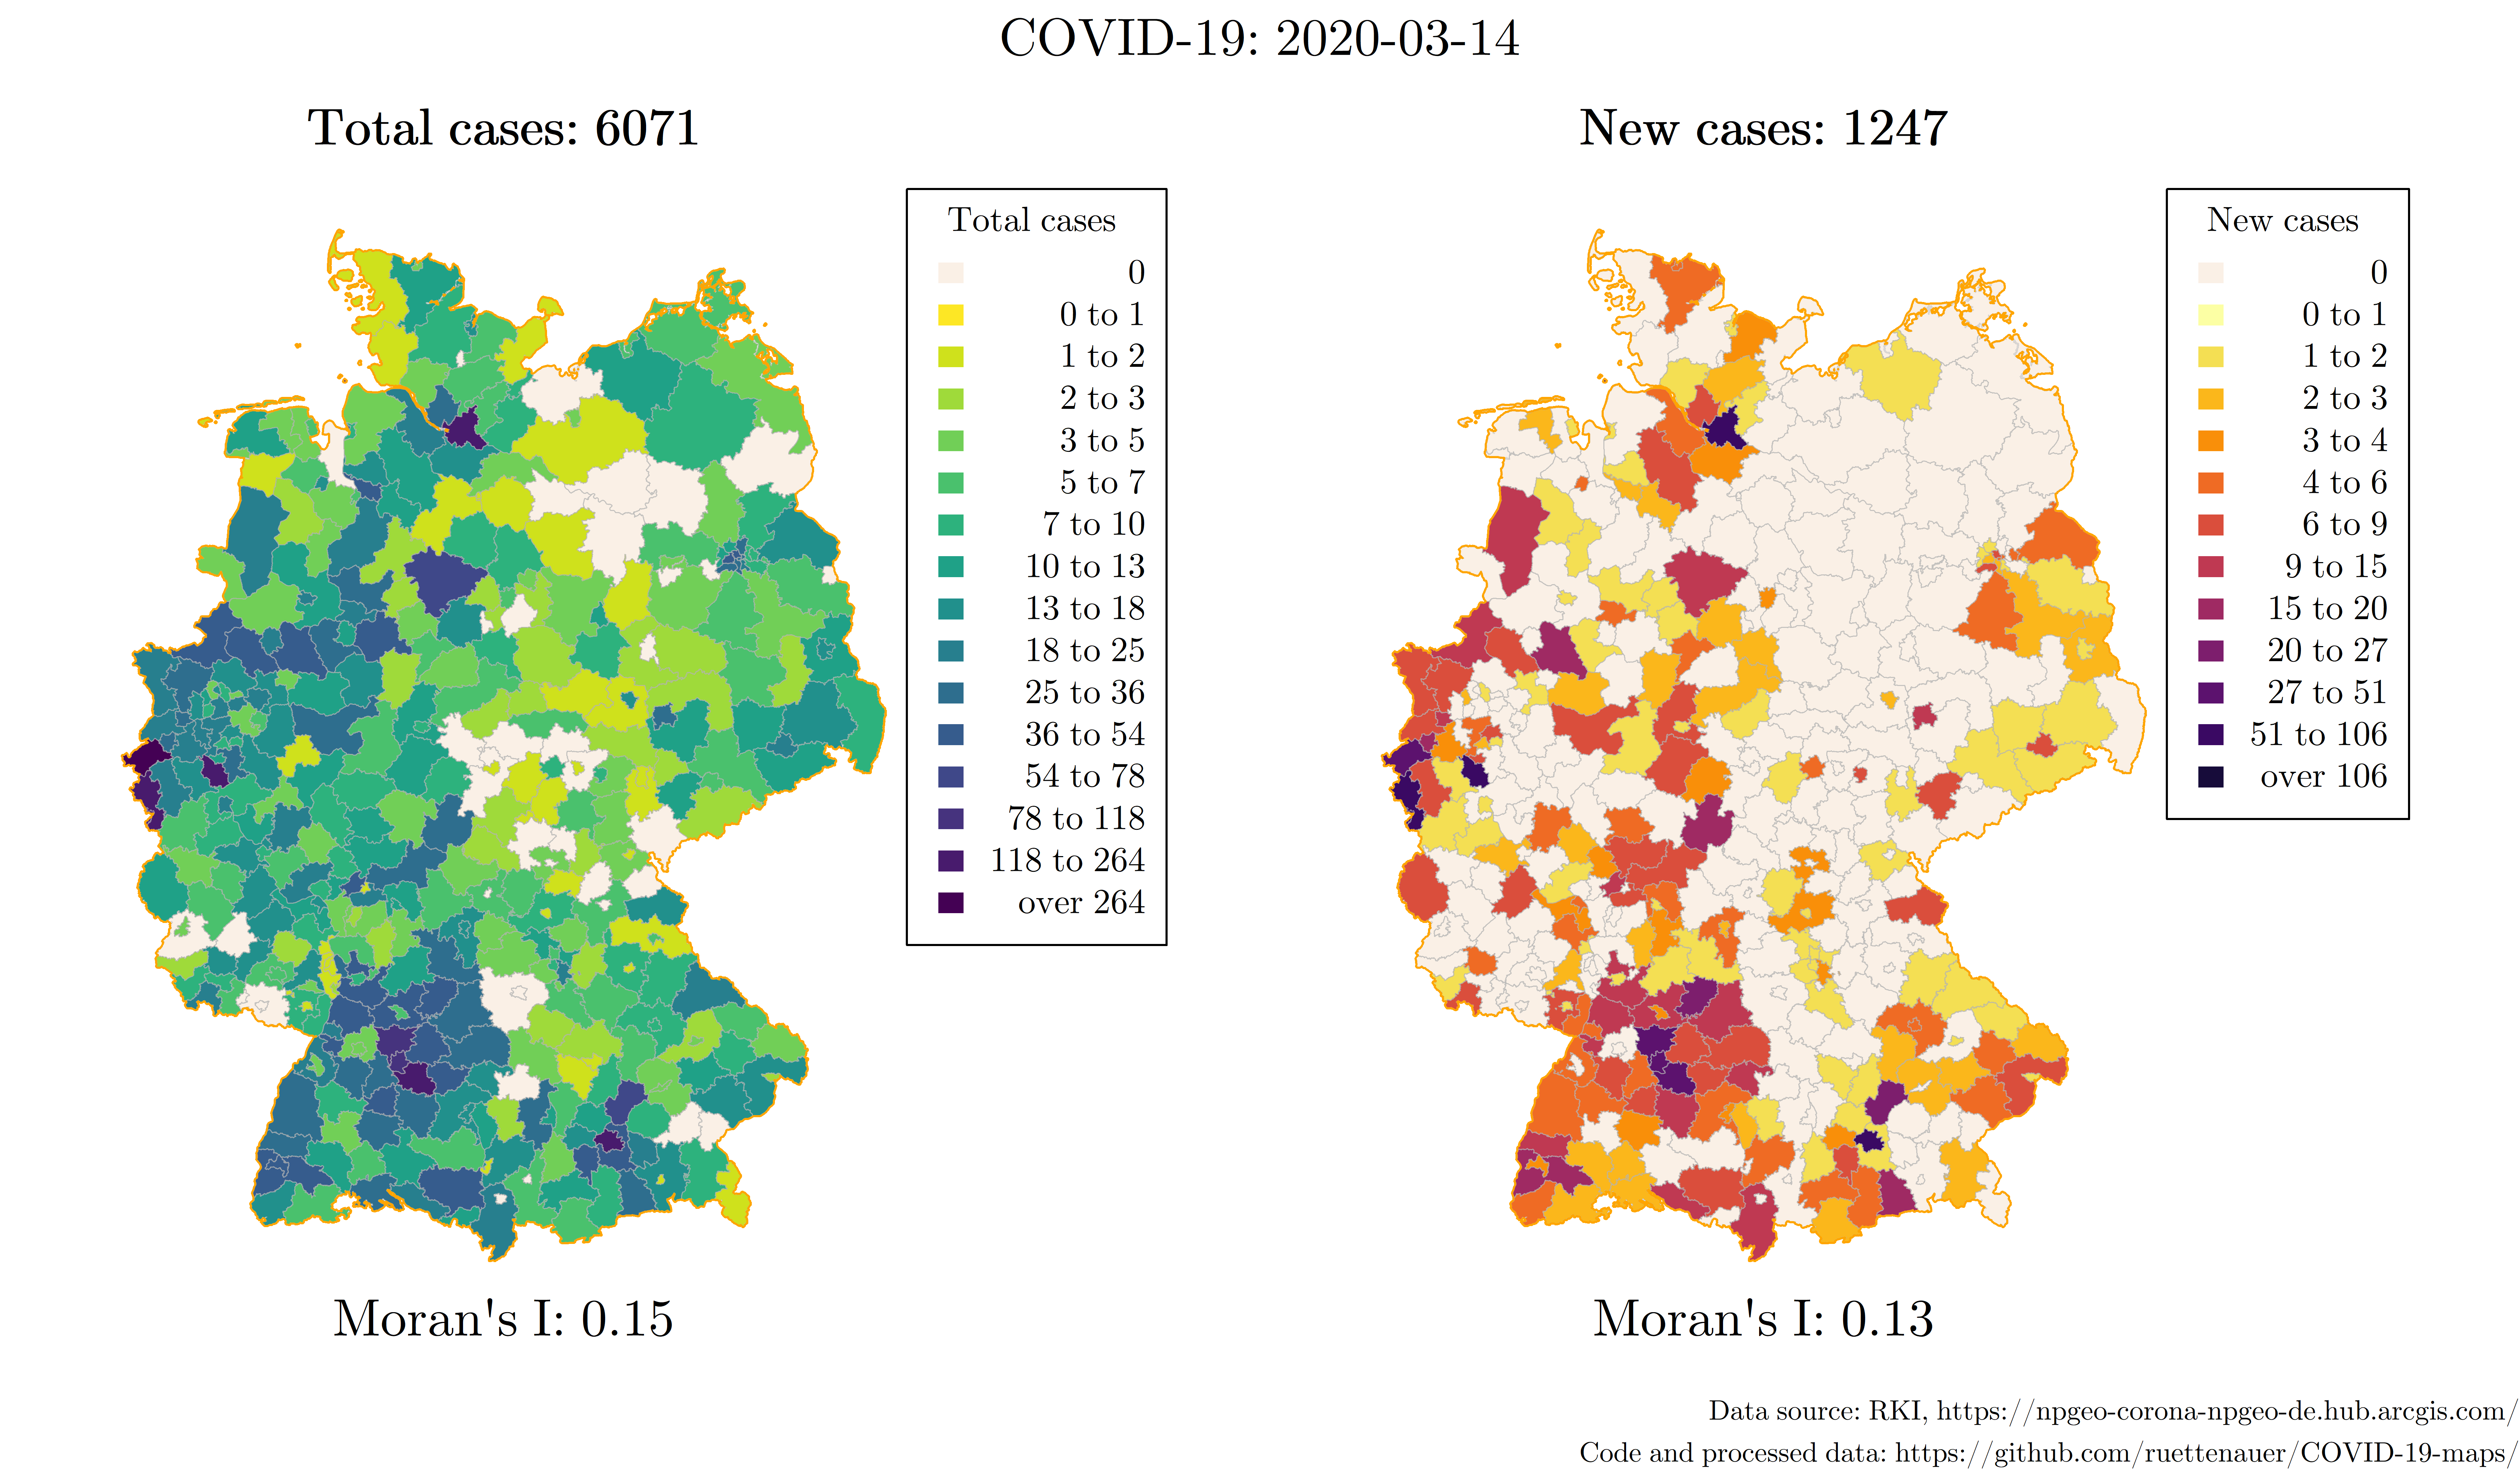 COVID-19: 2020-03-14
Total cases: 6071
Total cases
0
0 to 1
1 to 2
2 to 3
3 to 5
5 to 7
7 to 10
10 to 13
13 to 18
18 to 25
25 to 36
36 to 54
54 to 78
78 to 118
118 to 264
over 264
Moran's I: 0.15
New cases: 1247
New cases
0
0 to 1
1 to 2
2 to 3
3 to 4
4 to 6
6 to 9
9 to 15
15 to 20
20 to 27
27 to 51
51 to 106
over 106
Moran's I: 0.13
Data source: RKI, https://npgeo-corona-npgeo-de.hub.arcgis.com/
Code and processed data: https://github.com/ruettenauer/COVID-19-maps/